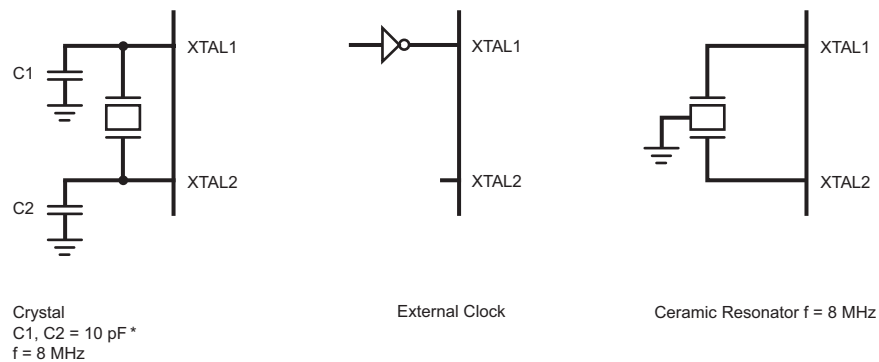 XTAL1
C1
XTAL2
C2
Crystal
C1, C2 = 10 pF *
f = 8 MHz
XTAL1
XTAL2
External Clock
XTAL1
XTAL2
Ceramic Resonator f = 8 MHz